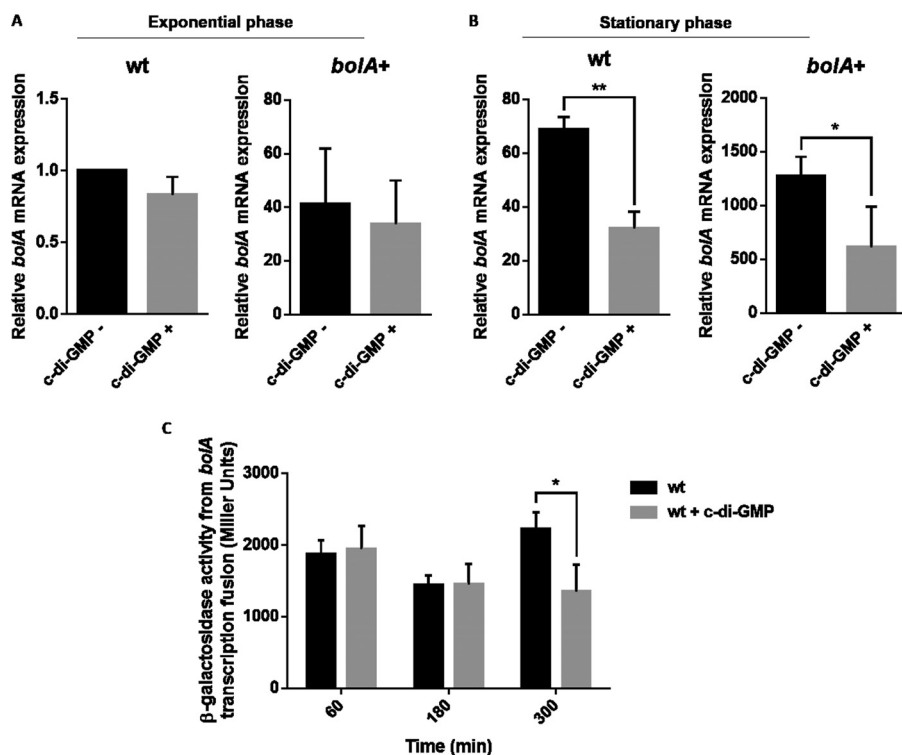 A
Exponential phase
wt
Relative bolA mRNA expression
1.5
1.0
0.5
0.0
c-di-GMP -
c-di-GMP +
bolA+
Relative bolA mRNA expression
80
60
40
20
0
c-di-GMP -
c-di-GMP +
B
Stationary phase
wt
Relative bolA mRNA expression
80
60
40
20
0
**
c-di-GMP -
c-di-GMP +
bolA+
Relative bolA mRNA expression
2000
1500
1000
500
0
*
c-di-GMP -
c-di-GMP +
C
β-galactosidase activity from bolA
transcription fusion (Miller Units)
3000
2000
1000
0
*
60
180
300
Time (min)
wt
wt + c-di-GMP